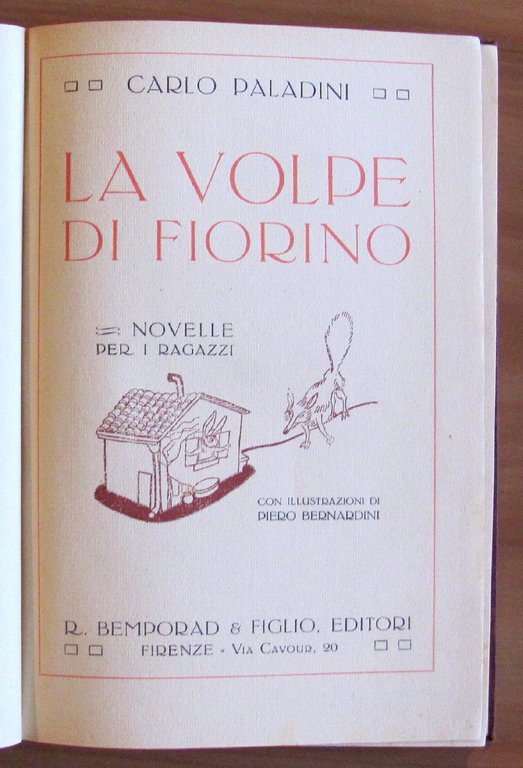 CARLO PALADINI
LA VOLPE
DI FIORINO
NOVELLE
PER I RAGAZZI
CON ILLUSTRAZIONI DI
PIERO BERNARDINI
R. BEMPORAD & FIGLIO, EDITORI
FIRENZE - VIA CAVOUR, 20